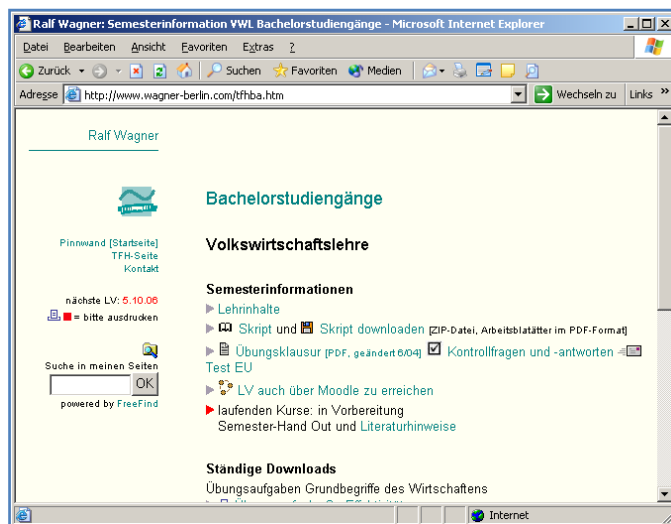 Ralf Wagner: Semesterinformation VWL Bachelorstudiengänge - Microsoft Internet Explorer
Datei Bearbeiten Ansicht Favoriten Extras ?
Zurück Suchen Favoriten Medien
Adresse http://www.wagner-berlin.com/tfhba.htm Wechseln zu Links »
Ralf Wagner
Bachelorstudiengänge
Pinnwand [Startseite]
TFH-Seite
Kontakt
nächste LV: 5.10.06
= bitte ausdrucken
Suche in meinen Seiten
OK
powered by FreeFind
Volkswirtschaftslehre
Semesterinformationen
Lehrinhalte
Skript und Skript downloaden [ZIP-Datei, Arbeitsblätter im PDF-Format]
Übungsklausur [PDF, geändert 6/04] Kontrollfragen und -antworten
Test EU
LV auch über Moodle zu erreichen
laufenden Kurse: in Vorbereitung
Semester-Hand Out und Literaturhinweise
Ständige Downloads
Übungsaufgaben Grundbegriffe des Wirtschaftens
Internet